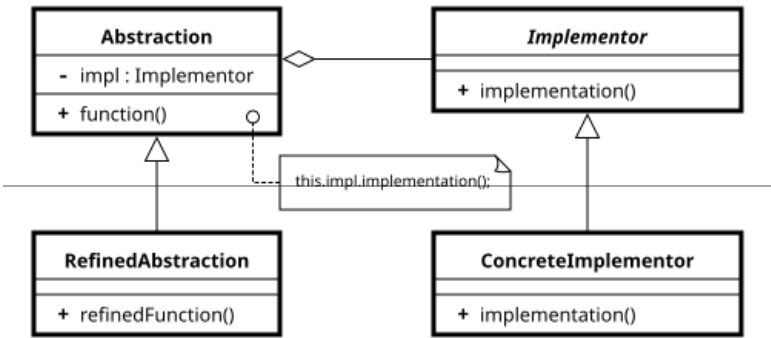 Abstraction
- impl : Implementor
+ function()
Implementor
+ implementation()
this.impl.implementation();
RefinedAbstraction
+ refinedFunction()
ConcreteImplementor
+ implementation()